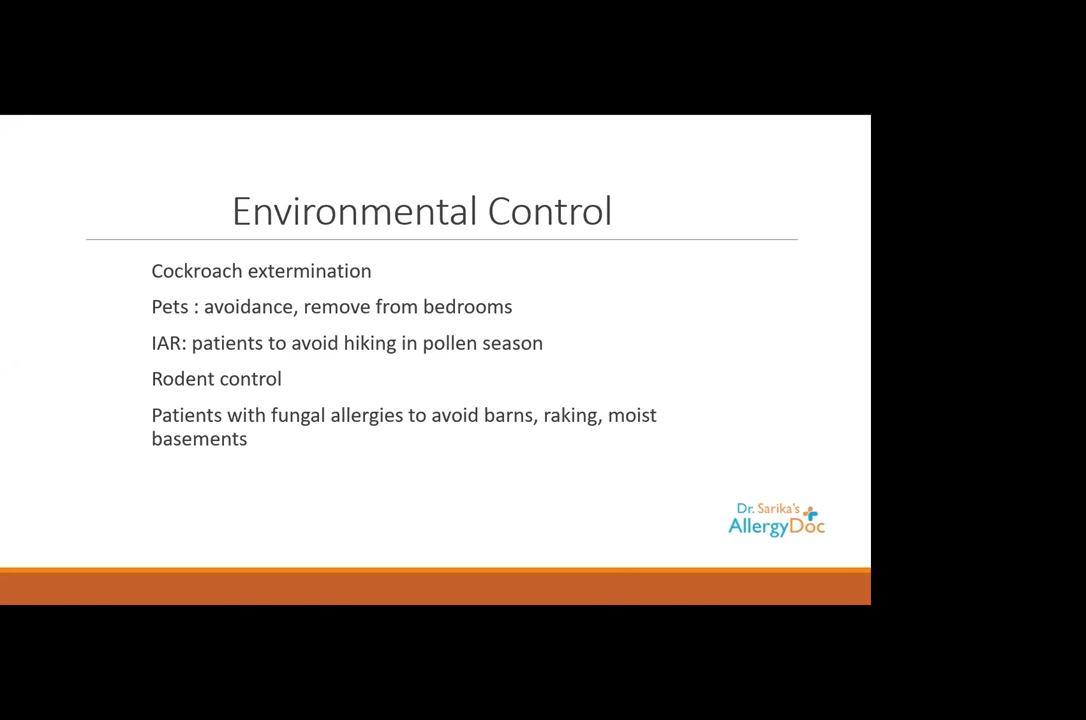 Environmental Control
Cockroach extermination
Pets : avoidance, remove from bedrooms
IAR: patients to avoid hiking in pollen season
Rodent control
Patients with fungal allergies to avoid barns, raking, moist
basements
Dr. Sarika's
AllergyDoc